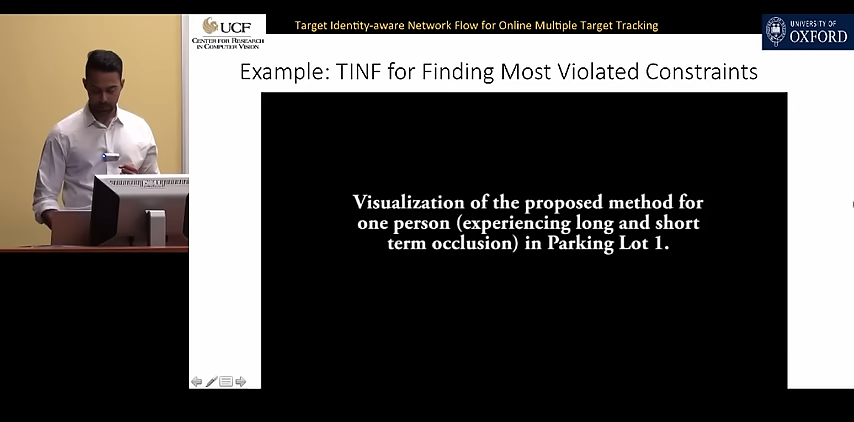 UCF
CENTER FOR RESEARCH
IN COMPUTER VISION
Target Identity-aware Network Flow for Online Multiple Target Tracking
UNIVERSITY OF
OXFORD
Example: TINF for Finding Most Violated Constraints
Visualization of the proposed method for
one person (experiencing long and short
term occlusion) in Parking Lot 1.